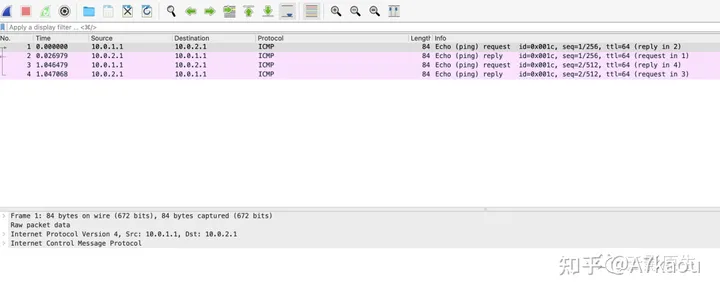 Apply a display filter ... <⌘/>
No. Time Source Destination Protocol Length Info
1 0.000000 10.0.1.1 10.0.2.1 ICMP 84 Echo (ping) request id=0x001c, seq=1/256, ttl=64 (reply in 2)
2 0.026979 10.0.2.1 10.0.1.1 ICMP 84 Echo (ping) reply id=0x001c, seq=1/256, ttl=64 (request in 1)
3 1.046479 10.0.1.1 10.0.2.1 ICMP 84 Echo (ping) request id=0x001c, seq=2/512, ttl=64 (reply in 4)
4 1.047068 10.0.2.1 10.0.1.1 ICMP 84 Echo (ping) reply id=0x001c, seq=2/512, ttl=64 (request in 3)
Frame 1: 84 bytes on wire (672 bits), 84 bytes captured (672 bits)
Raw packet data
Internet Protocol Version 4, Src: 10.0.1.1, Dst: 10.0.2.1
Internet Control Message Protocol
知乎 @A7kaou